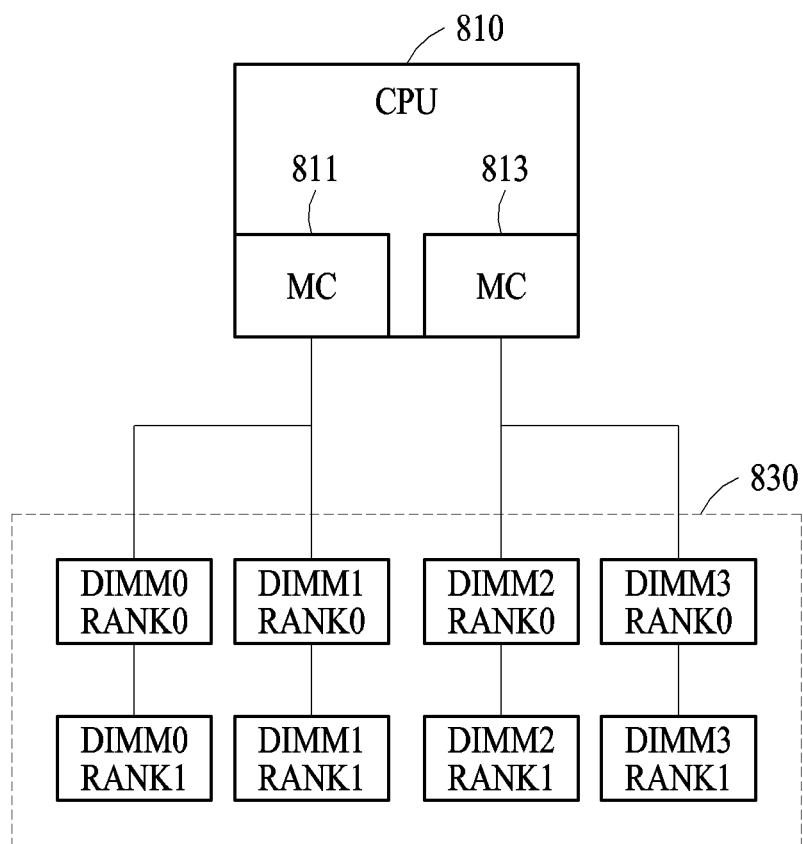 810
CPU
811
813
MC
MC
830
DIMM0
RANK0
DIMM1
RANK0
DIMM2
RANK0
DIMM3
RANK0
DIMM0
RANK1
DIMM1
RANK1
DIMM2
RANK1
DIMM3
RANK1